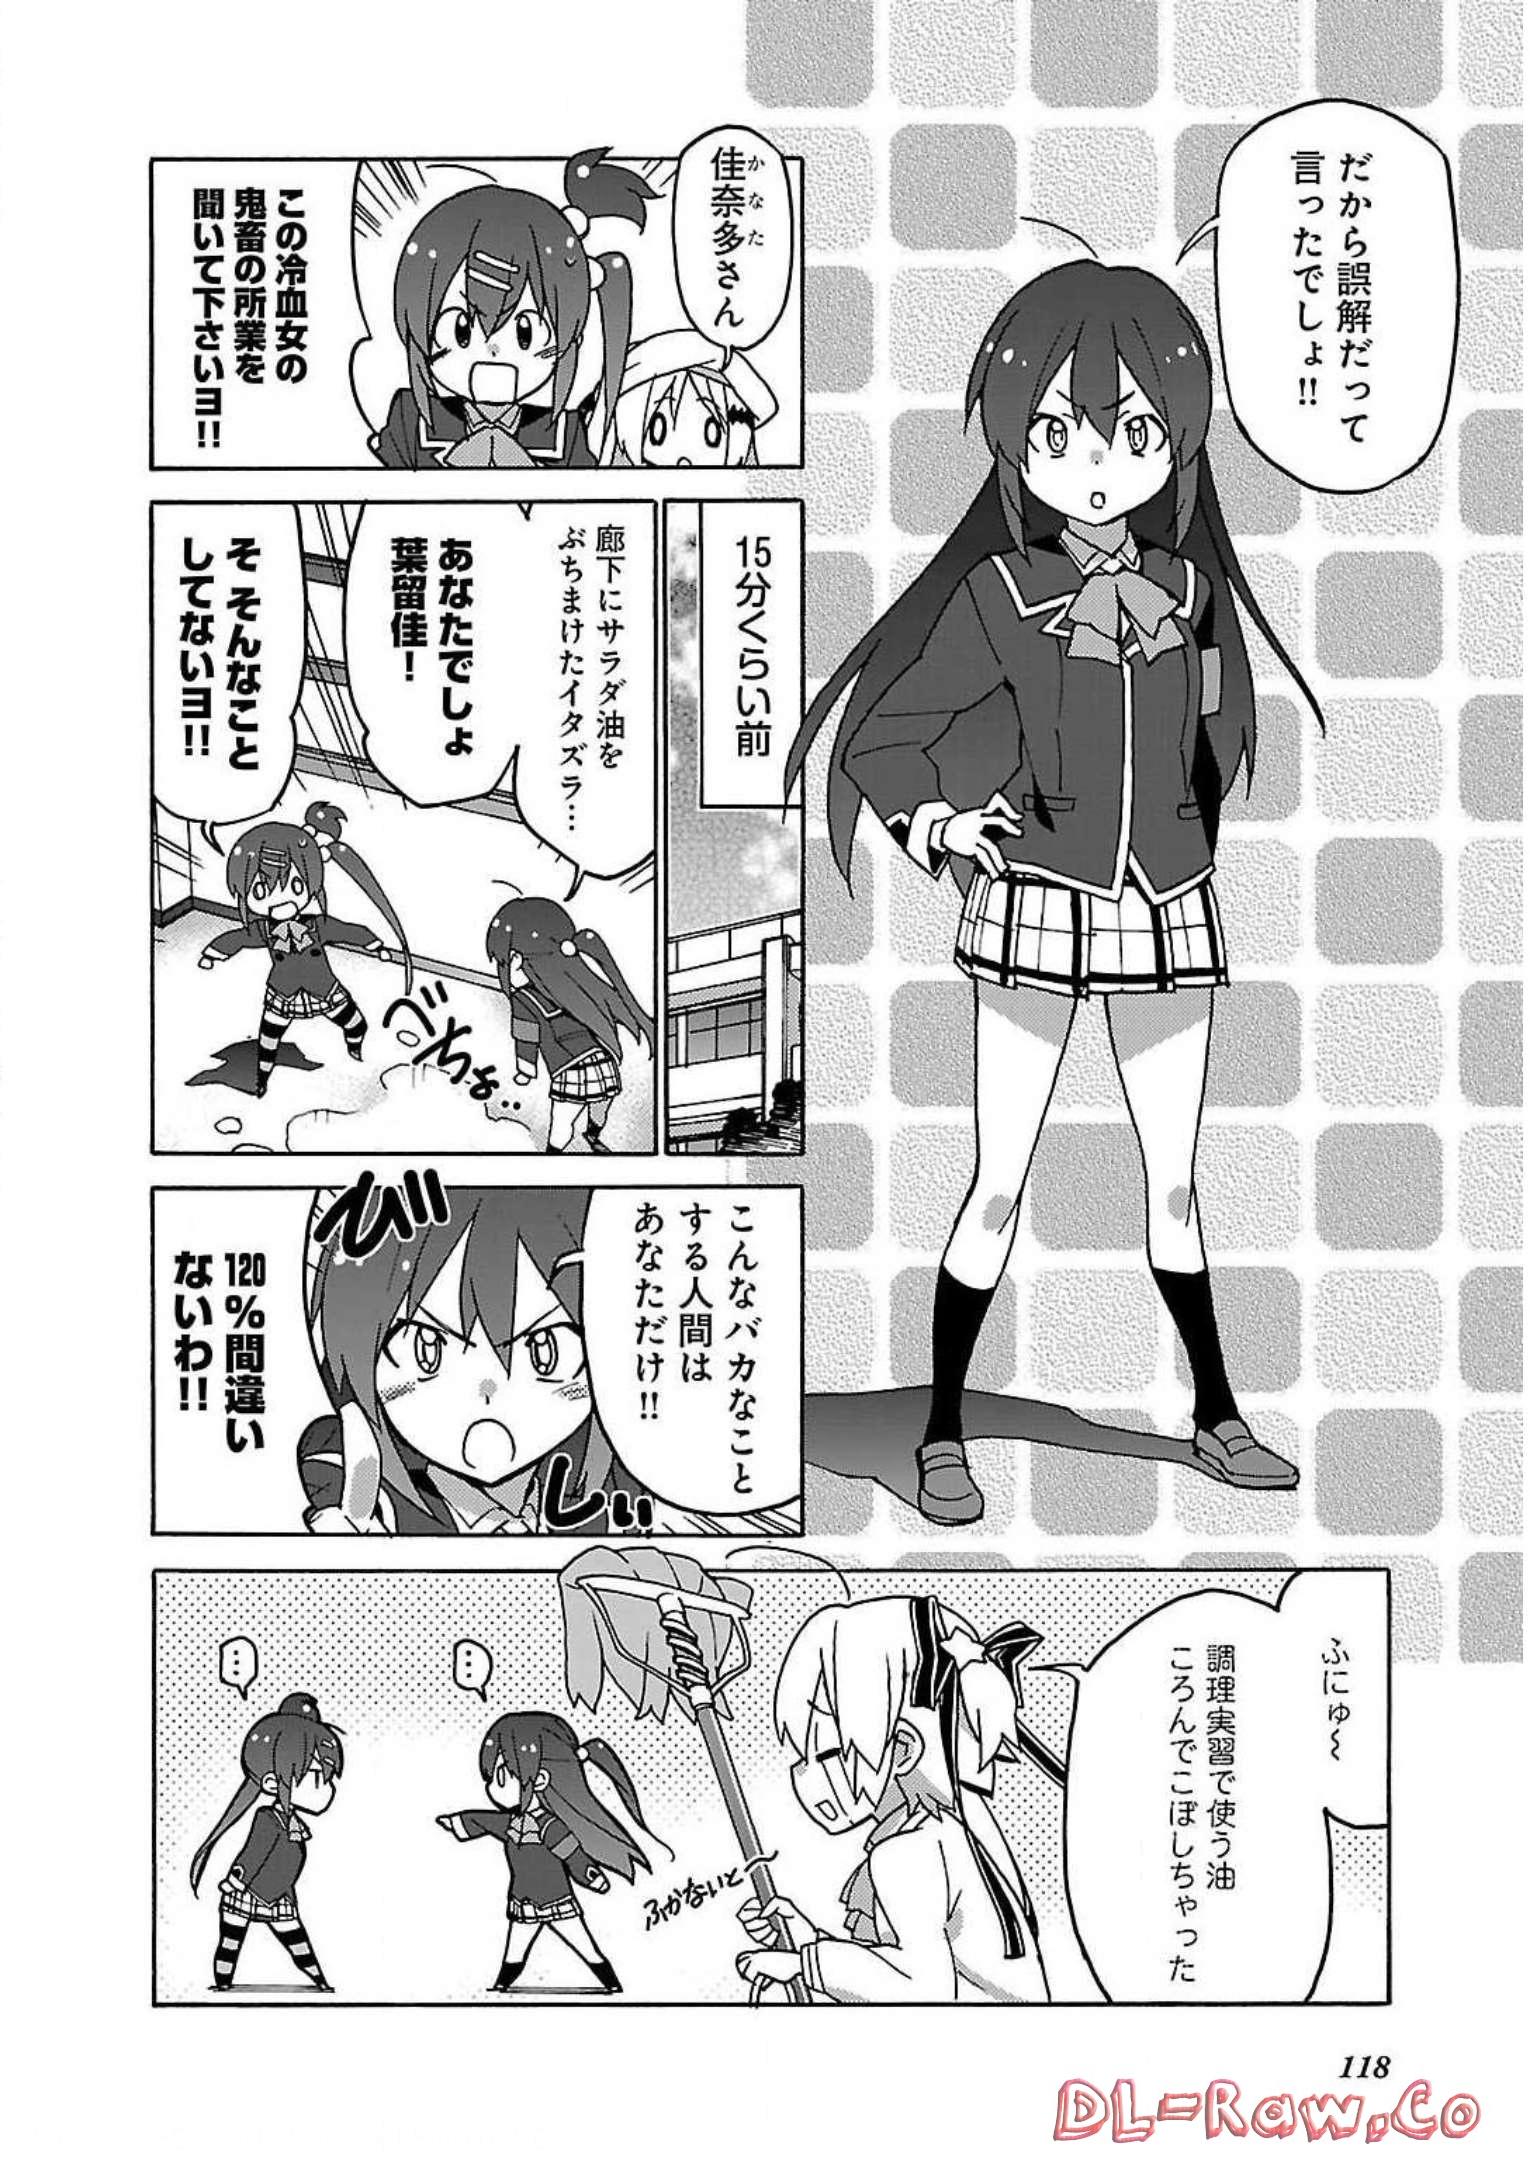 だから誤解だって
言ったでしょ!!
佳奈多さん
かなた
この冷血女の
鬼畜の所業を
聞いて下さいヨ!!
15分くらい前
廊下にサラダ油を
ぶちまけたイタズラ…
あなたでしょ
葉留佳!
そ そんなこと
してないヨ!!
べちょ‥
こんなバカなこと
する人間は
あなただけ!!
120%間違い
ないわ!!
びしぃ
ふにゅ〜
調理実習で使う油
ころんでこぼしちゃった
ふかないと〜
…
…
118
DL-Raw.Co